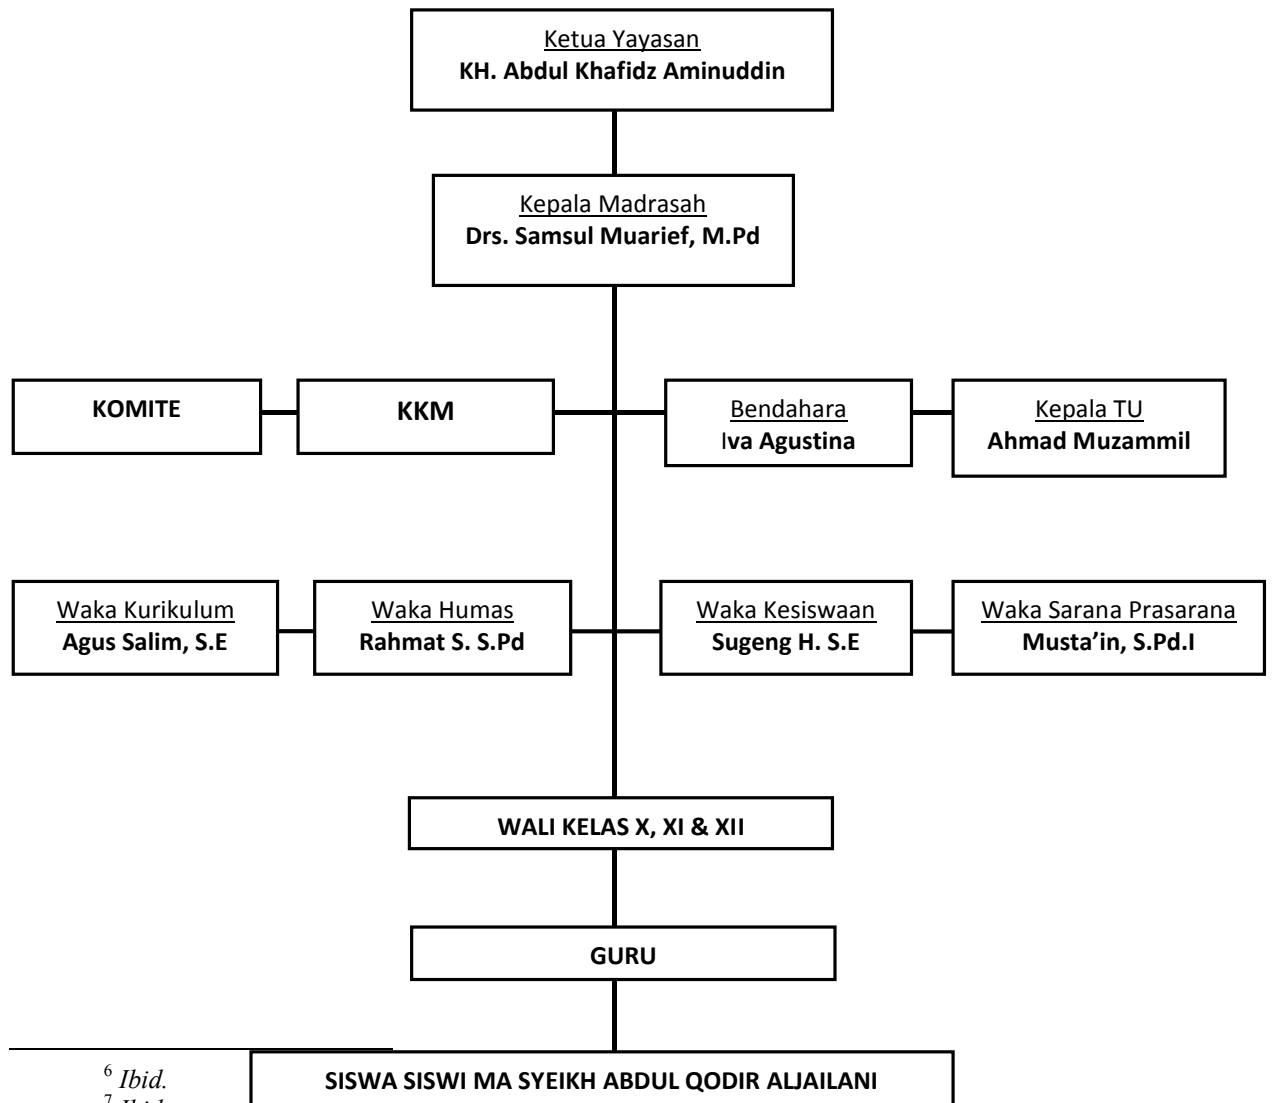 Ketua Yayasan
KH. Abdul Khafidz Aminuddin
Kepala Madrasah
Drs. Samsul Muarief, M.Pd
KOMITE
KKM
Bendahara
Iva Agustina
Kepala TU
Ahmad Muzammil
Waka Kurikulum
Agus Salim, S.E
Waka Humas
Rahmat S. S.Pd
Waka Kesiswaan
Sugeng H. S.E
Waka Sarana Prasarana
Musta’in, S.Pd.I
WALI KELAS X, XI & XII
GURU
SISWA SISWI MA SYEIKH ABDUL QODIR ALJAILANI
6 Ibid.
7